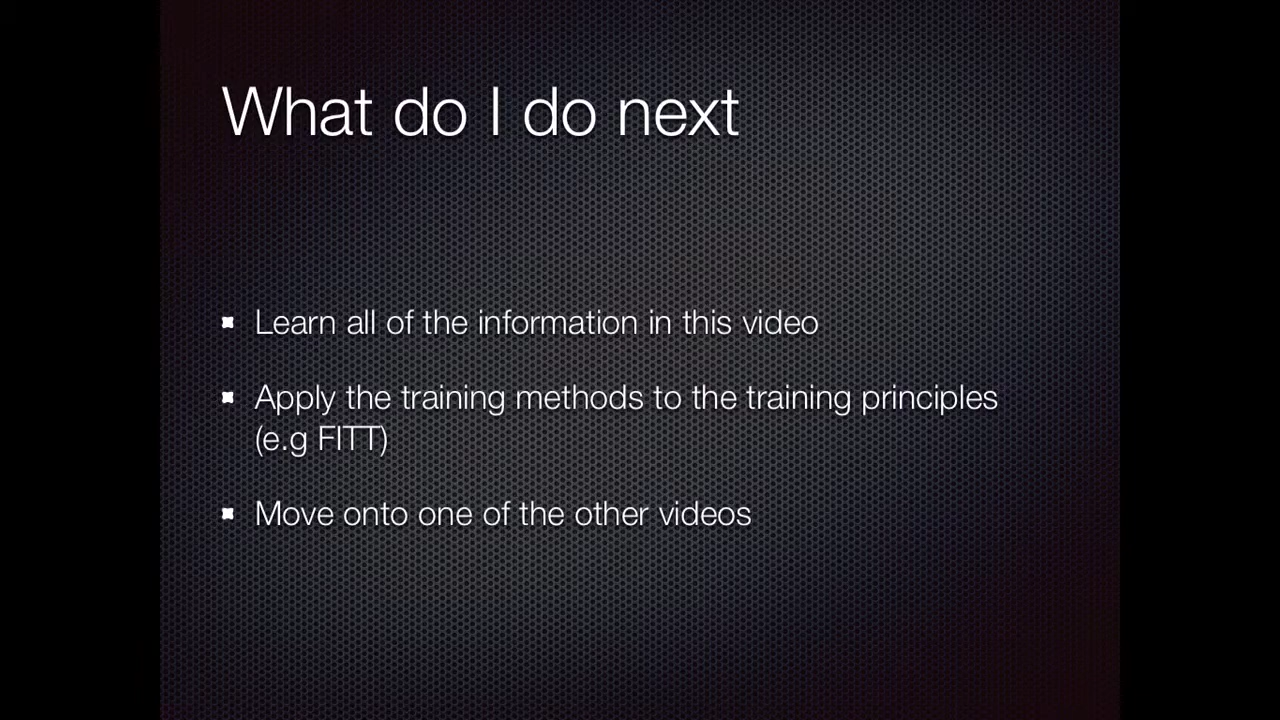 What do I do next
Learn all of the information in this video
Apply the training methods to the training principles
(e.g FITT)
Move onto one of the other videos